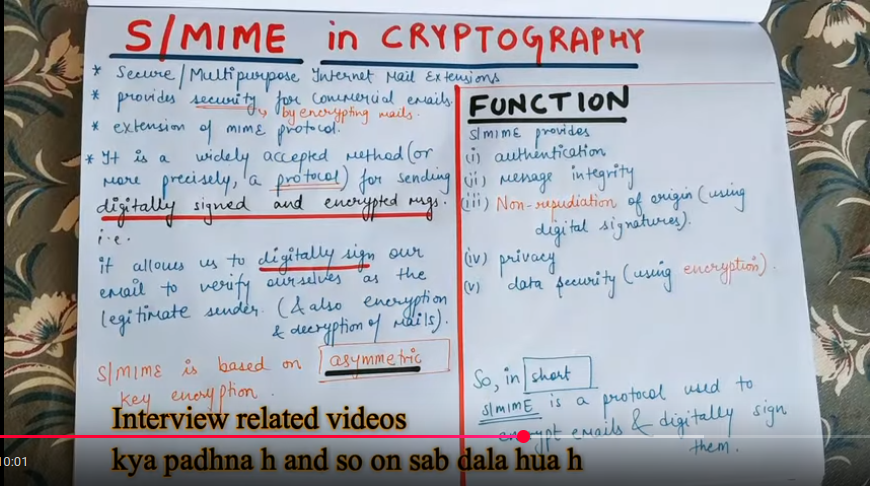 S/MIME in CRYPTOGRAPHY
* Secure/Multipurpose Internet Mail Extensions
* provides security for commercial emails
↳ by encrypting mails.
* extension of MIME protocol.
* It is a widely accepted method (or
more precisely, a protocol) for sending
digitally signed and encrypted msgs.
i.e.
it allows us to digitally sign our
email to verify ourselves as the
legitimate sender. (& also encryption
& decryption of mails).
S/MIME is based on asymmetric
key encryption.
FUNCTION
S/MIME provides
(i) authentication
(ii) message integrity
(iii) Non-repudiation of origin (using
digital signatures).
(iv) privacy
(v) data security (using encryption).
So, in short
S/MIME is a protocol used to
encrypt emails & digitally sign
them.
Interview related videos
kya padhna h and so on sab dala hua h
10:01